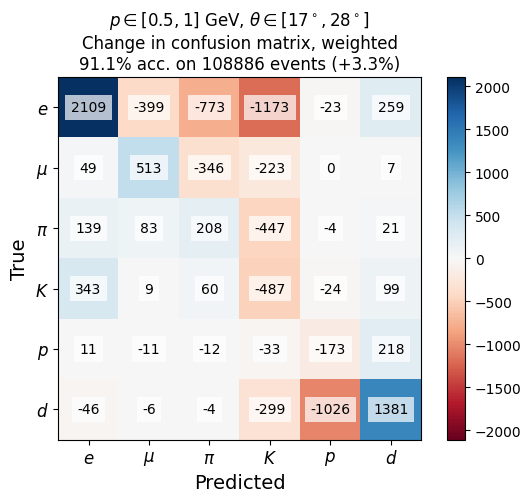 p ∈ [0.5, 1] GeV, θ ∈ [17°, 28°]
Change in confusion matrix, weighted
91.1% acc. on 108886 events (+3.3%)
e 2109 -399 -773 -1173 -23 259
μ 49 513 -346 -223 0 7
π 139 83 208 -447 -4 21
K 343 9 60 -487 -24 99
p 11 -11 -12 -33 -173 218
d -46 -6 -4 -299 -1026 1381
e μ π K p d
True
Predicted
2000
1500
1000
500
0
−500
−1000
−1500
−2000